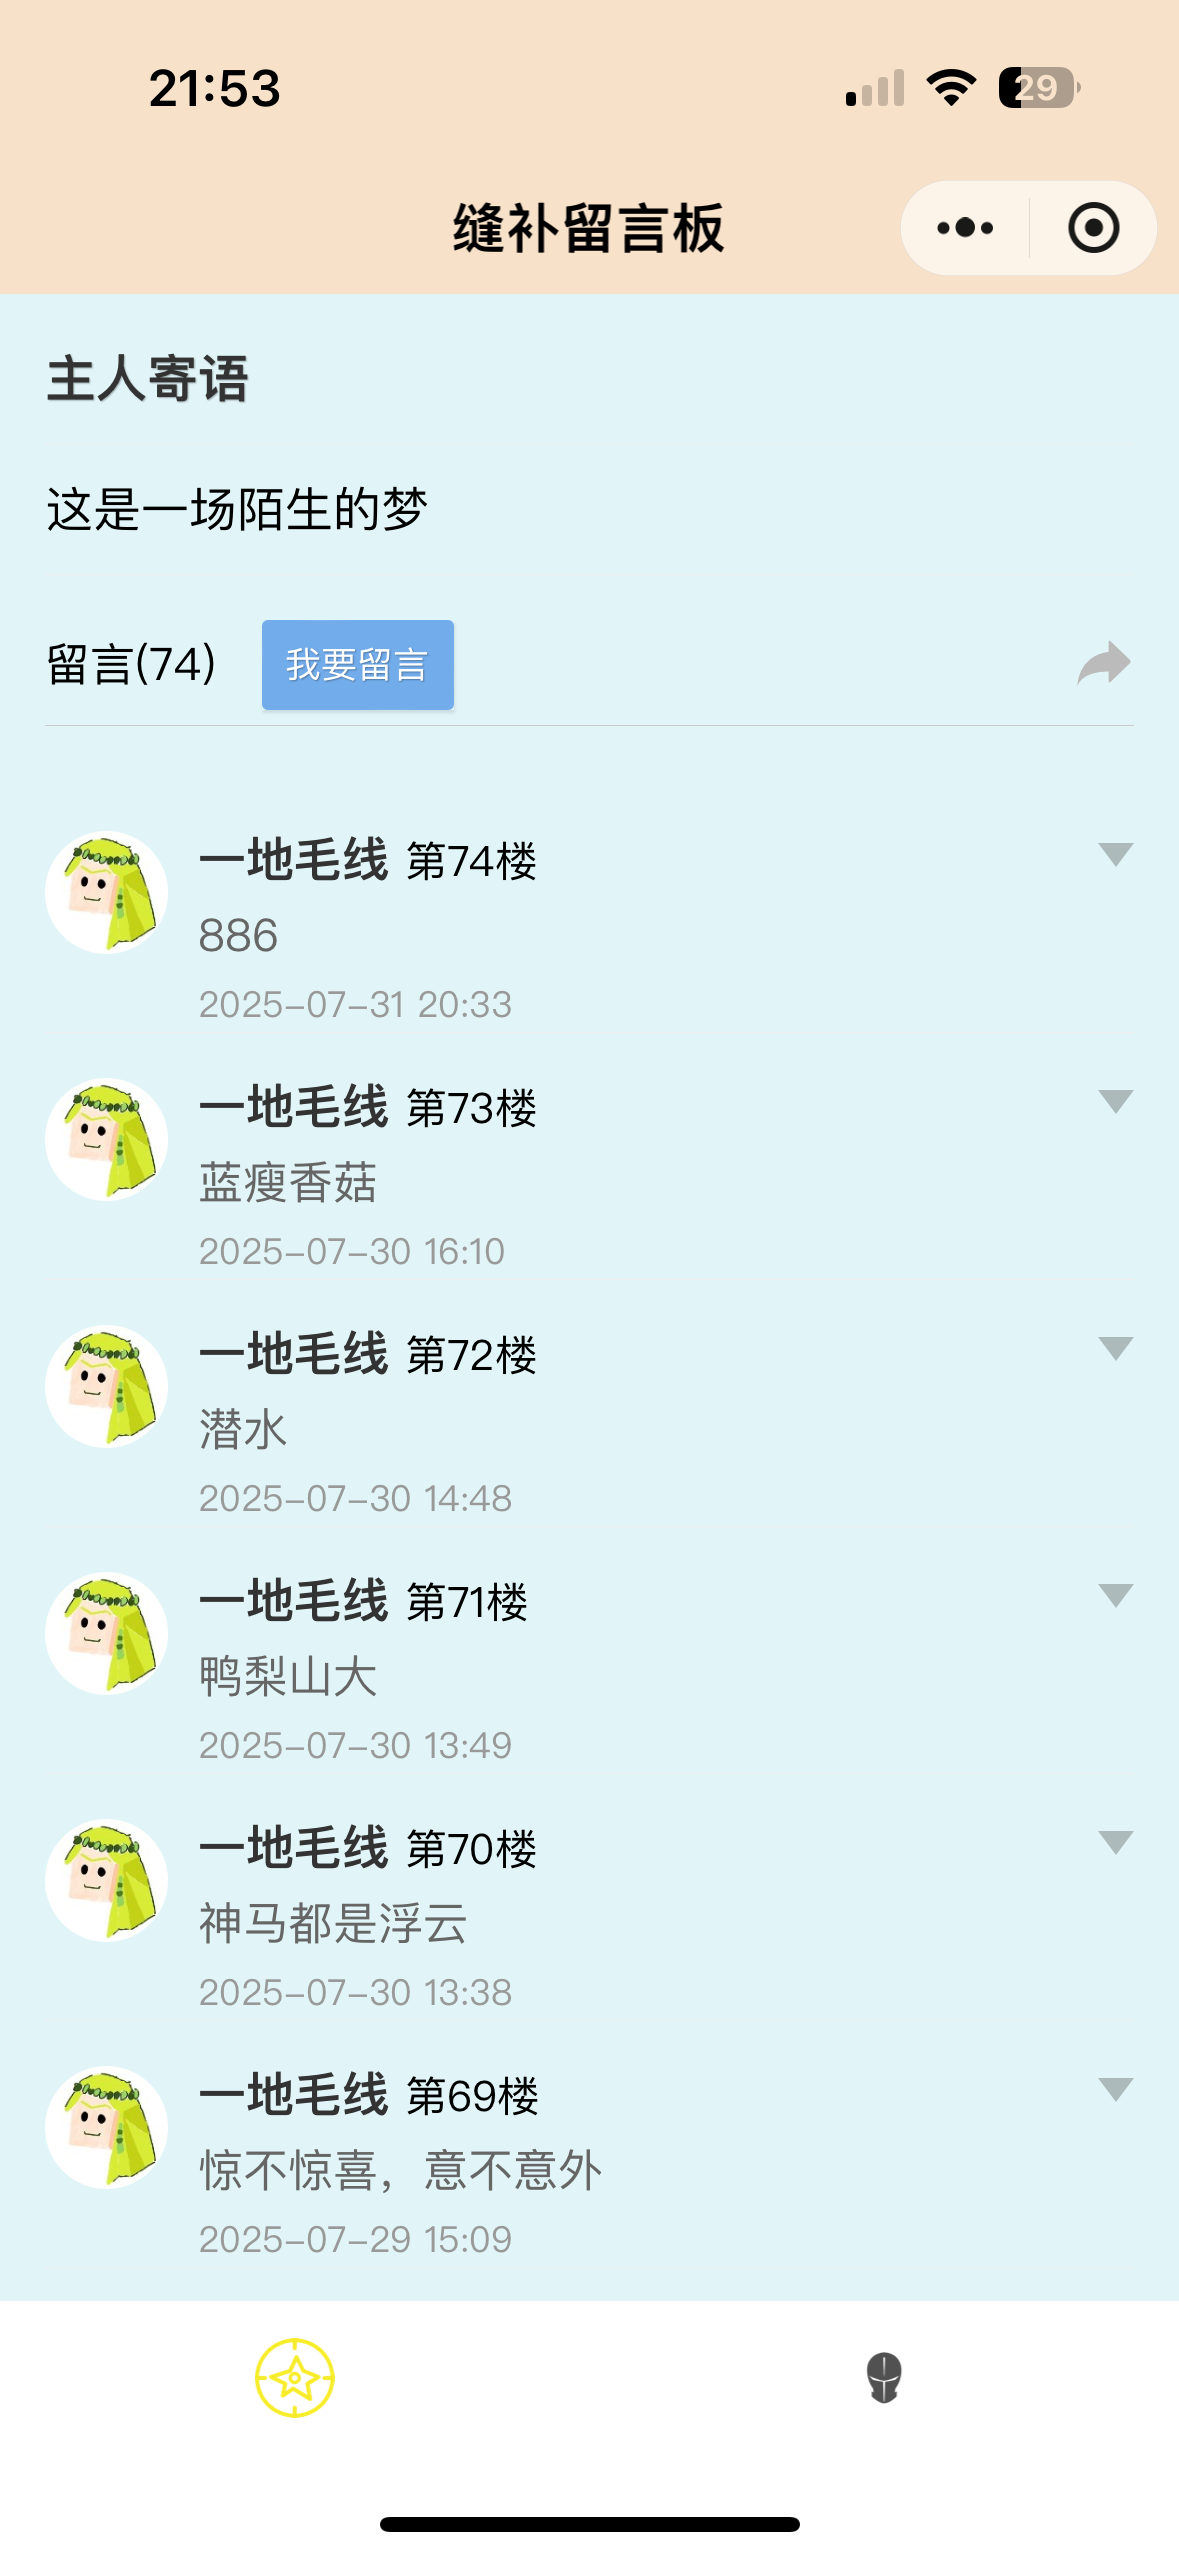 21:53
29
缝补留言板
主人寄语
这是一场陌生的梦
留言(74) 我要留言
一地毛线 第74楼
886
2025-07-31 20:33
一地毛线 第73楼
蓝瘦香菇
2025-07-30 16:10
一地毛线 第72楼
潜水
2025-07-30 14:48
一地毛线 第71楼
鸭梨山大
2025-07-30 13:49
一地毛线 第70楼
神马都是浮云
2025-07-30 13:38
一地毛线 第69楼
惊不惊喜，意不意外
2025-07-29 15:09